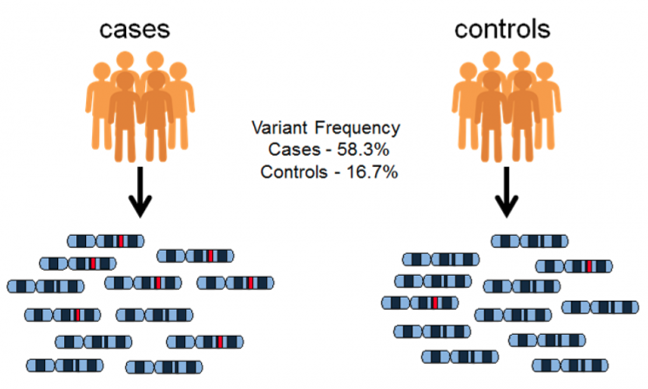 cases
controls
Variant Frequency
Cases - 58.3%
Controls - 16.7%